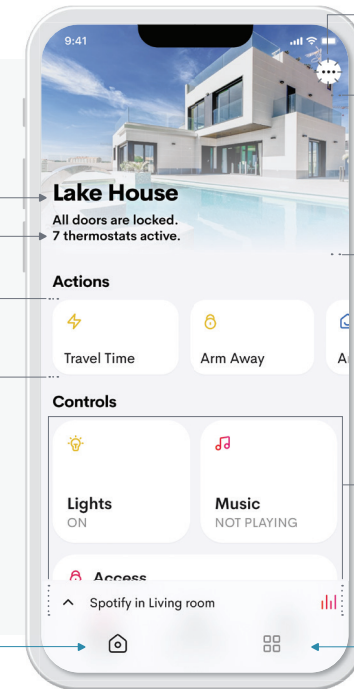 9:41
Lake House
All doors are locked.
7 thermostats active.
Actions
Travel Time
Arm Away
Controls
Lights
ON
Music
NOT PLAYING
Access
Spotify in Living room